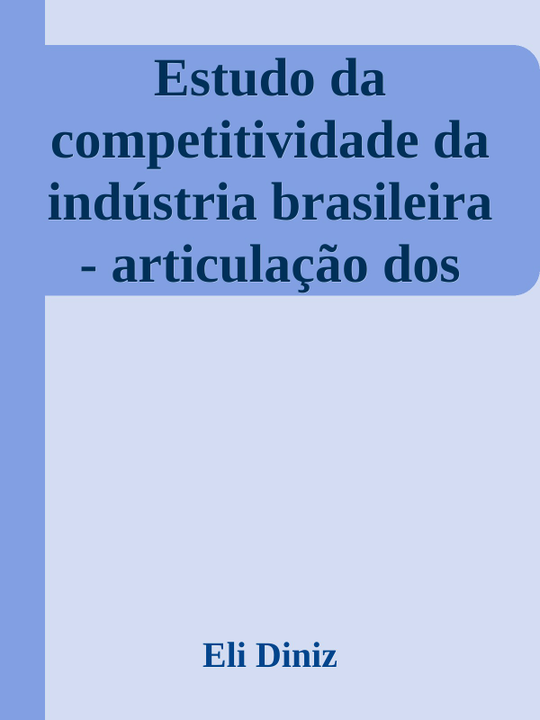 Estudo da
competitividade da
indústria brasileira
- articulação dos
Eli Diniz